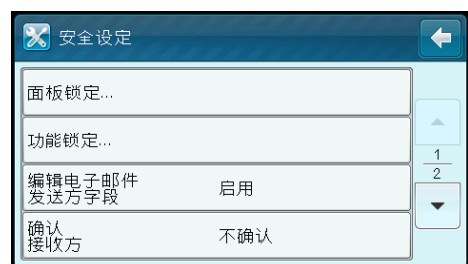 安全设定
面板锁定...
功能锁定...
编辑电子邮件
发送方字段
启用
确认
接收方
不确认
1
2